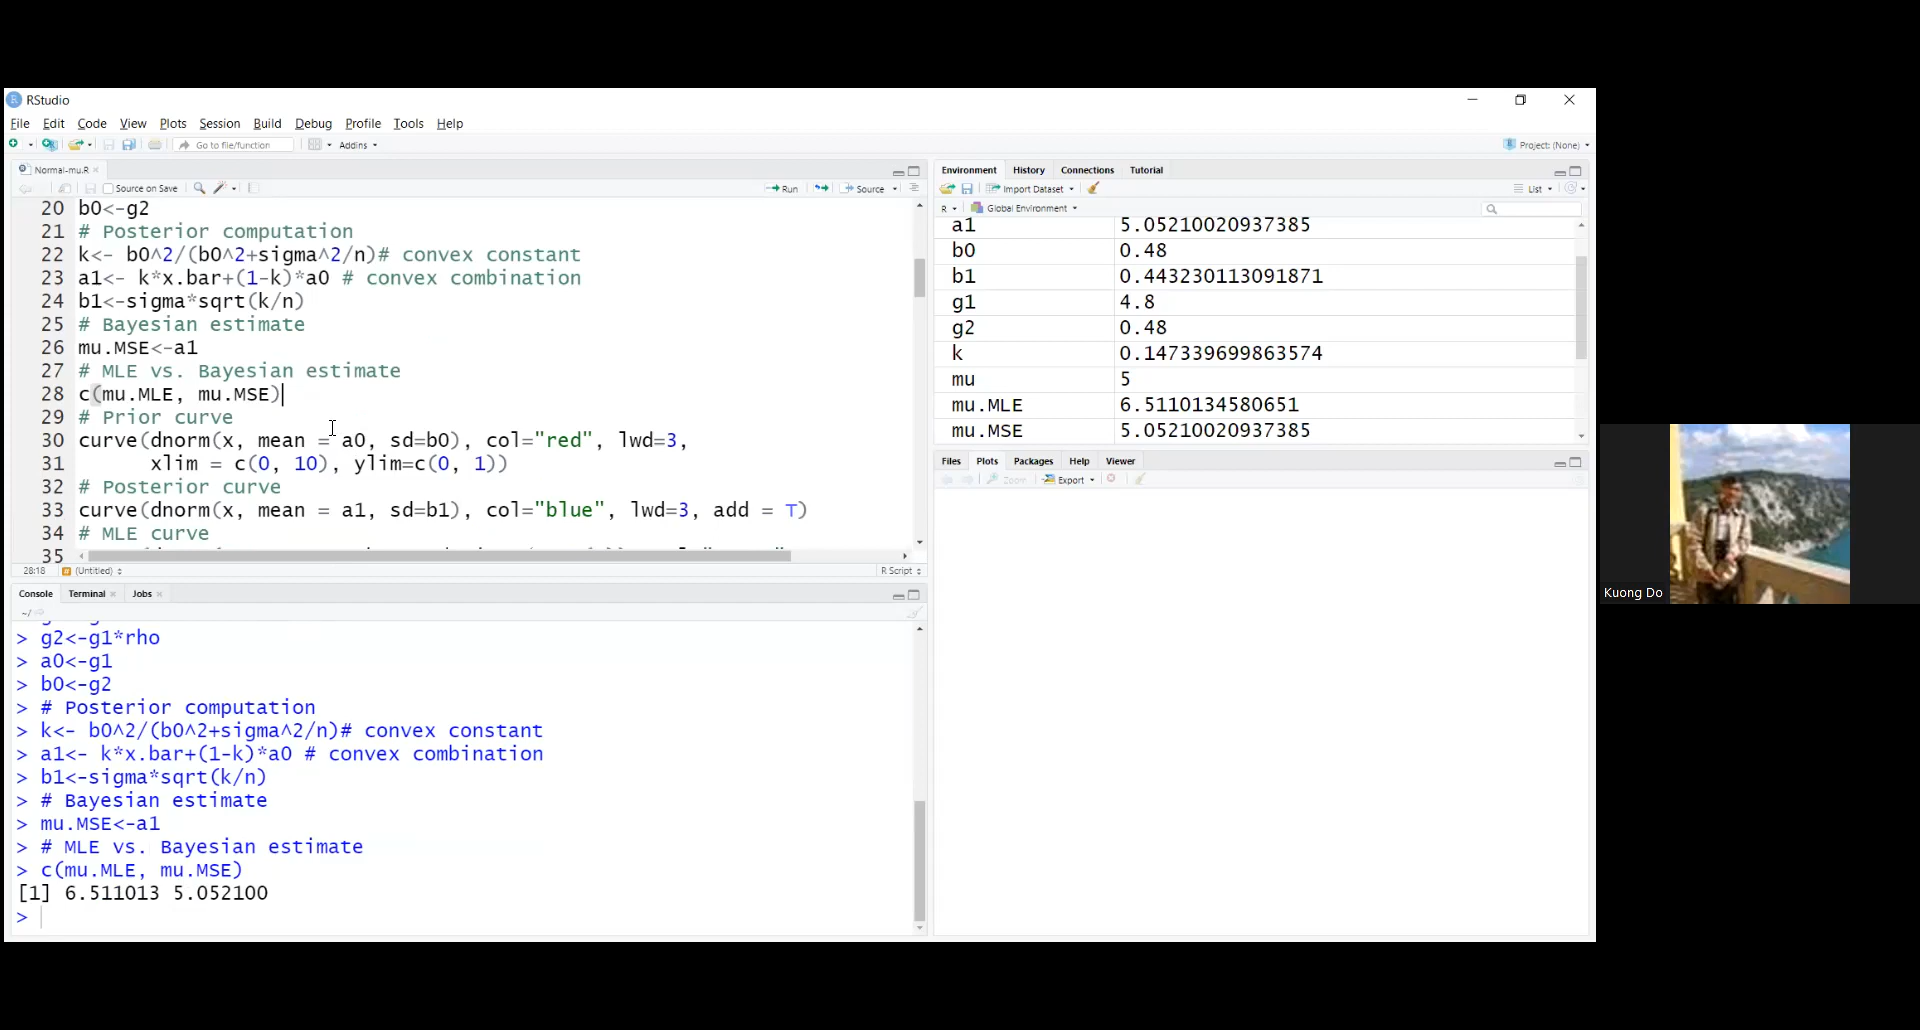 RStudio
File Edit Code View Plots Session Build Debug Profile Tools Help
Go to file/function Addins Project: (None)
Normal-mu.R
Source on Save Run Source
20 b0<-g2
21 # Posterior computation
22 k<- b0^2/(b0^2+sigma^2/n)# convex constant
23 a1<- k*x.bar+(1-k)*a0 # convex combination
24 b1<-sigma*sqrt(k/n)
25 # Bayesian estimate
26 mu.MSE<-a1
27 # MLE vs. Bayesian estimate
28 c(mu.MLE, mu.MSE)
29 # Prior curve
30 curve(dnorm(x, mean = a0, sd=b0), col="red", lwd=3,
31 xlim = c(0, 10), ylim=c(0, 1))
32 # Posterior curve
33 curve(dnorm(x, mean = a1, sd=b1), col="blue", lwd=3, add = T)
34 # MLE curve
35
28:18 (Untitled) R Script
Console Terminal Jobs
~/
> g2<-g1*rho
> a0<-g1
> b0<-g2
> # Posterior computation
> k<- b0^2/(b0^2+sigma^2/n)# convex constant
> a1<- k*x.bar+(1-k)*a0 # convex combination
> b1<-sigma*sqrt(k/n)
> # Bayesian estimate
> mu.MSE<-a1
> # MLE vs. Bayesian estimate
> c(mu.MLE, mu.MSE)
[1] 6.511013 5.052100
>
Environment History Connections Tutorial
Import Dataset List
R Global Environment
a1 5.05210020937385
b0 0.48
b1 0.443230113091871
g1 4.8
g2 0.48
k 0.147339699863574
mu 5
mu.MLE 6.5110134580651
mu.MSE 5.05210020937385
Files Plots Packages Help Viewer
Zoom Export
Kuong Do